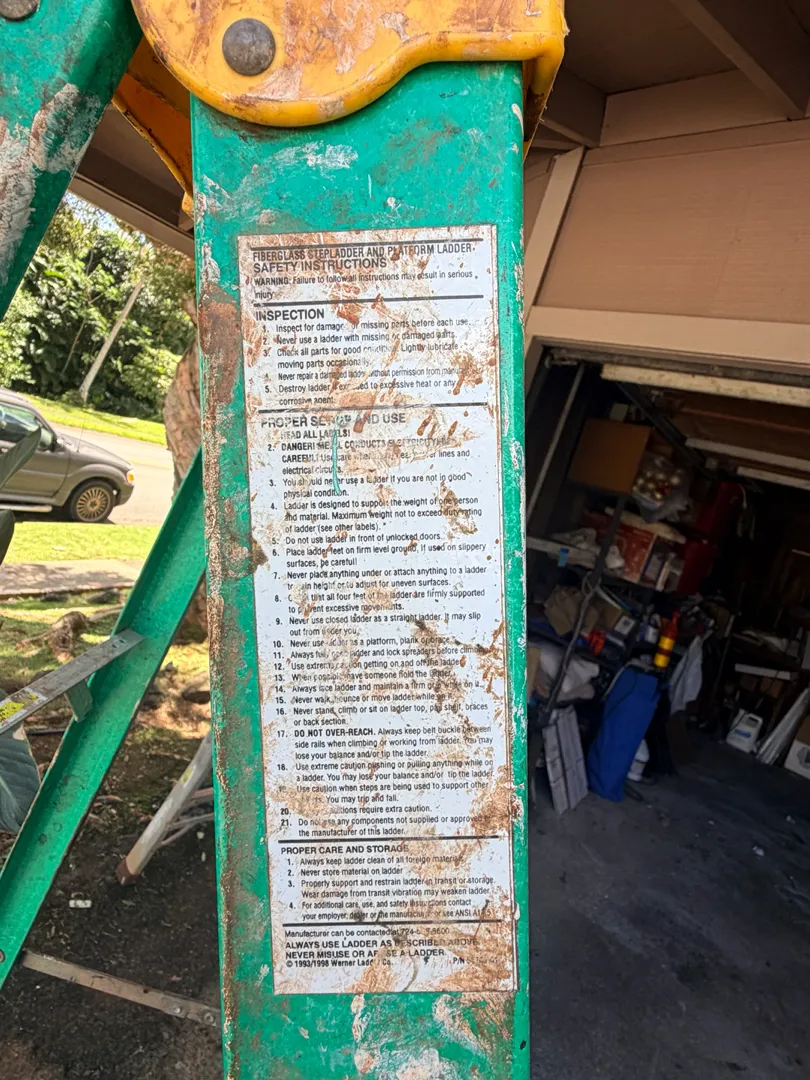 FIBERGLASS STEPLADDER AND PLATFORM LADDER
SAFETY INSTRUCTIONS
WARNING: Failure to follow all instructions may result in serious
injury
INSPECTION
1. Inspect for damage or missing parts before each use.
2. Never use a ladder with missing or damaged parts.
3. Check all parts for good Lightly lubricate
moving parts occasionally.
4. Never repair a damaged ladder without permission from
5. Destroy ladder if exposed to excessive heat or any
corrosive agent.
PROPER SETUP AND USE
READ ALL LABELS!
2. DANGER! METAL CONDUCTS ELECTRICITY! BE
CAREFUL! Use care when lines and
electrical circuits.
3. You should never use a ladder if you are not in good
physical condition.
4. Ladder is designed to support the weight of one person
and material. Maximum weight not to exceed duty rating
of ladder (see other labels).
5. Do not use ladder in front of unlocked doors.
6. Place ladder feet on firm level ground, if used on slippery
surfaces, be careful!
7. Never place anything under or attach anything to a ladder
to gain height or to adjust for uneven surfaces.
8. that all four feet of the ladder are firmly supported
to prevent excessive movements.
9. Never use closed ladder as a straight ladder. It may slip
out from under you.
10. Never use ladder as a platform, plank or brace
11. Always fully open ladder and lock spreaders before climbing
12. Use extreme caution getting on and off the ladder
13. When possible have someone hold the ladder.
14. Always face ladder and maintain a firm grip while on it.
15. Never walk, bounce or move ladder while on it.
16. Never stand, climb or sit on ladder top, pail shelf, braces
or back section.
17. DO NOT OVER-REACH. Always keep belt buckle between
side rails when climbing or working from ladder. You may
lose your balance and/or tip the ladder.
18. Use extreme caution pushing or pulling anything while on
a ladder. You may lose your balance and/or tip the ladder.
19. Use caution when steps are being used to support other
You may trip and fall.
20. conditions require extra caution.
21. Do not use any components not supplied or approved
the manufacturer of this ladder.
PROPER CARE AND STORAGE
1. Always keep ladder clean of all foreign materials
2. Never store material on ladder
3. Properly support and restrain ladder in transit or storage.
Wear damage from transit vibration may weaken ladder.
4. For additional care, use, and safety instructions contact
your employer, dealer or the manufacturer or see ANSI
Manufacturer can be contacted at 724-
ALWAYS USE LADDER AS DESCRIBED ABOVE
NEVER MISUSE OR ABUSE A LADDER.
© 1993/1998 Werner Ladder Co. P/N